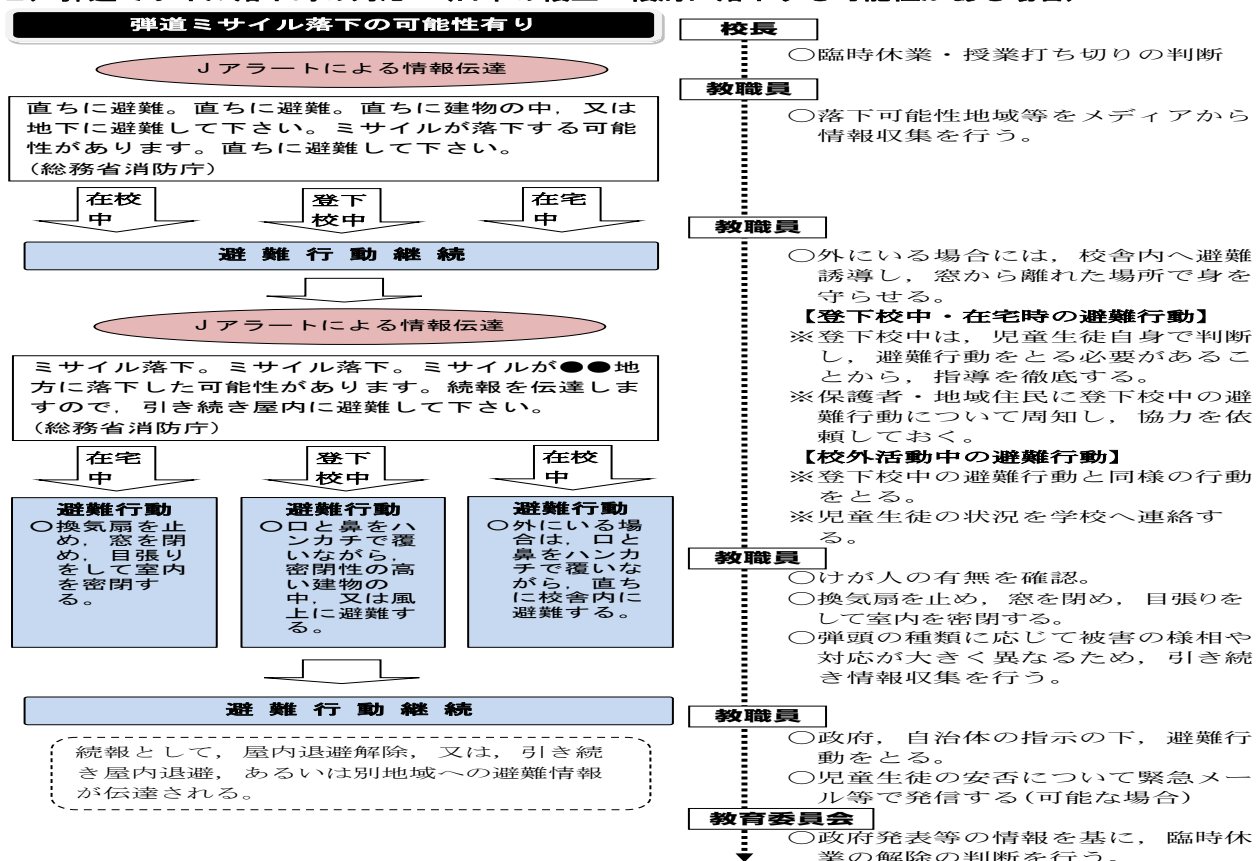 弾道ミサイル落下の可能性有り
Ｊアラートによる情報伝達
直ちに避難。直ちに避難。直ちに建物の中，又は
地下に避難して下さい。ミサイルが落下する可能
性があります。直ちに避難して下さい。
(総務省消防庁)
在校
中
登下
校中
在宅
中
避難行動継続
Ｊアラートによる情報伝達
ミサイル落下。ミサイル落下。ミサイルが●●地
方に落下した可能性があります。続報を伝達しま
すので，引き続き屋内に避難して下さい。
(総務省消防庁)
在宅
中
登下
校中
在校
中
避難行動
○換気扇を止
め，窓を閉
め，目張り
をして室内
を密閉す
る。
避難行動
○口と鼻をハ
ンカチで覆
いながら，
密閉性の高
い建物の
中，又は風
上に避難す
る。
避難行動
○外にいる場
合は，口と
鼻をハンカ
チで覆いな
がら，直ち
に校舎内に
避難する。
避難行動継続
続報として，屋内退避解除，又は，引き続
き屋内退避，あるいは別地域への避難情報
が伝達される。
校長
○臨時休業・授業打ち切りの判断
教職員
○落下可能性地域等をメディアから
情報収集を行う。
教職員
○外にいる場合には，校舎内へ避難
誘導し，窓から離れた場所で身を
守らせる。
【登下校中・在宅時の避難行動】
※登下校中は，児童生徒自身で判断
し，避難行動をとる必要があるこ
とから，指導を徹底する。
※保護者・地域住民に登下校中の避
難行動について周知し，協力を依
頼しておく。
【校外活動中の避難行動】
※登下校中の避難行動と同様の行動
をとる。
※児童生徒の状況を学校へ連絡す
る。
教職員
○けが人の有無を確認。
○換気扇を止め，窓を閉め，目張りを
して室内を密閉する。
○弾頭の種類に応じて被害の様相や
対応が大きく異なるため，引き続
き情報収集を行う。
教職員
○政府，自治体の指示の下，避難行
動をとる。
○児童生徒の安否について緊急メー
ル等で発信する(可能な場合)
教育委員会
○政府発表等の情報を基に，臨時休
業の解除の判断を行う。